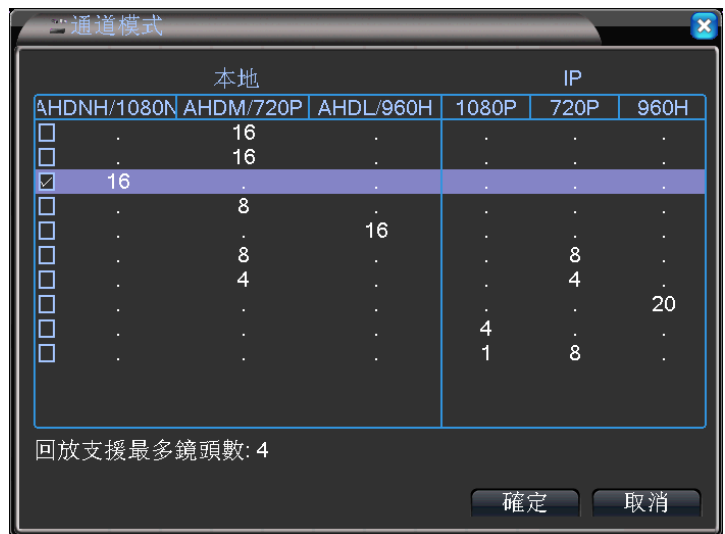 通道模式
本地 IP
AHDNH/1080N AHDM/720P AHDL/960H 1080P 720P 960H
. 16 . . . .
. 16 . . . .
16 . . . . .
. 8 . . . .
. . 16 . . .
. 8 . . 8 .
. 4 . . 4 .
. . . . . 20
. . . 4 . .
. . . 1 8 .
回放支援最多鏡頭數: 4
確定 取消